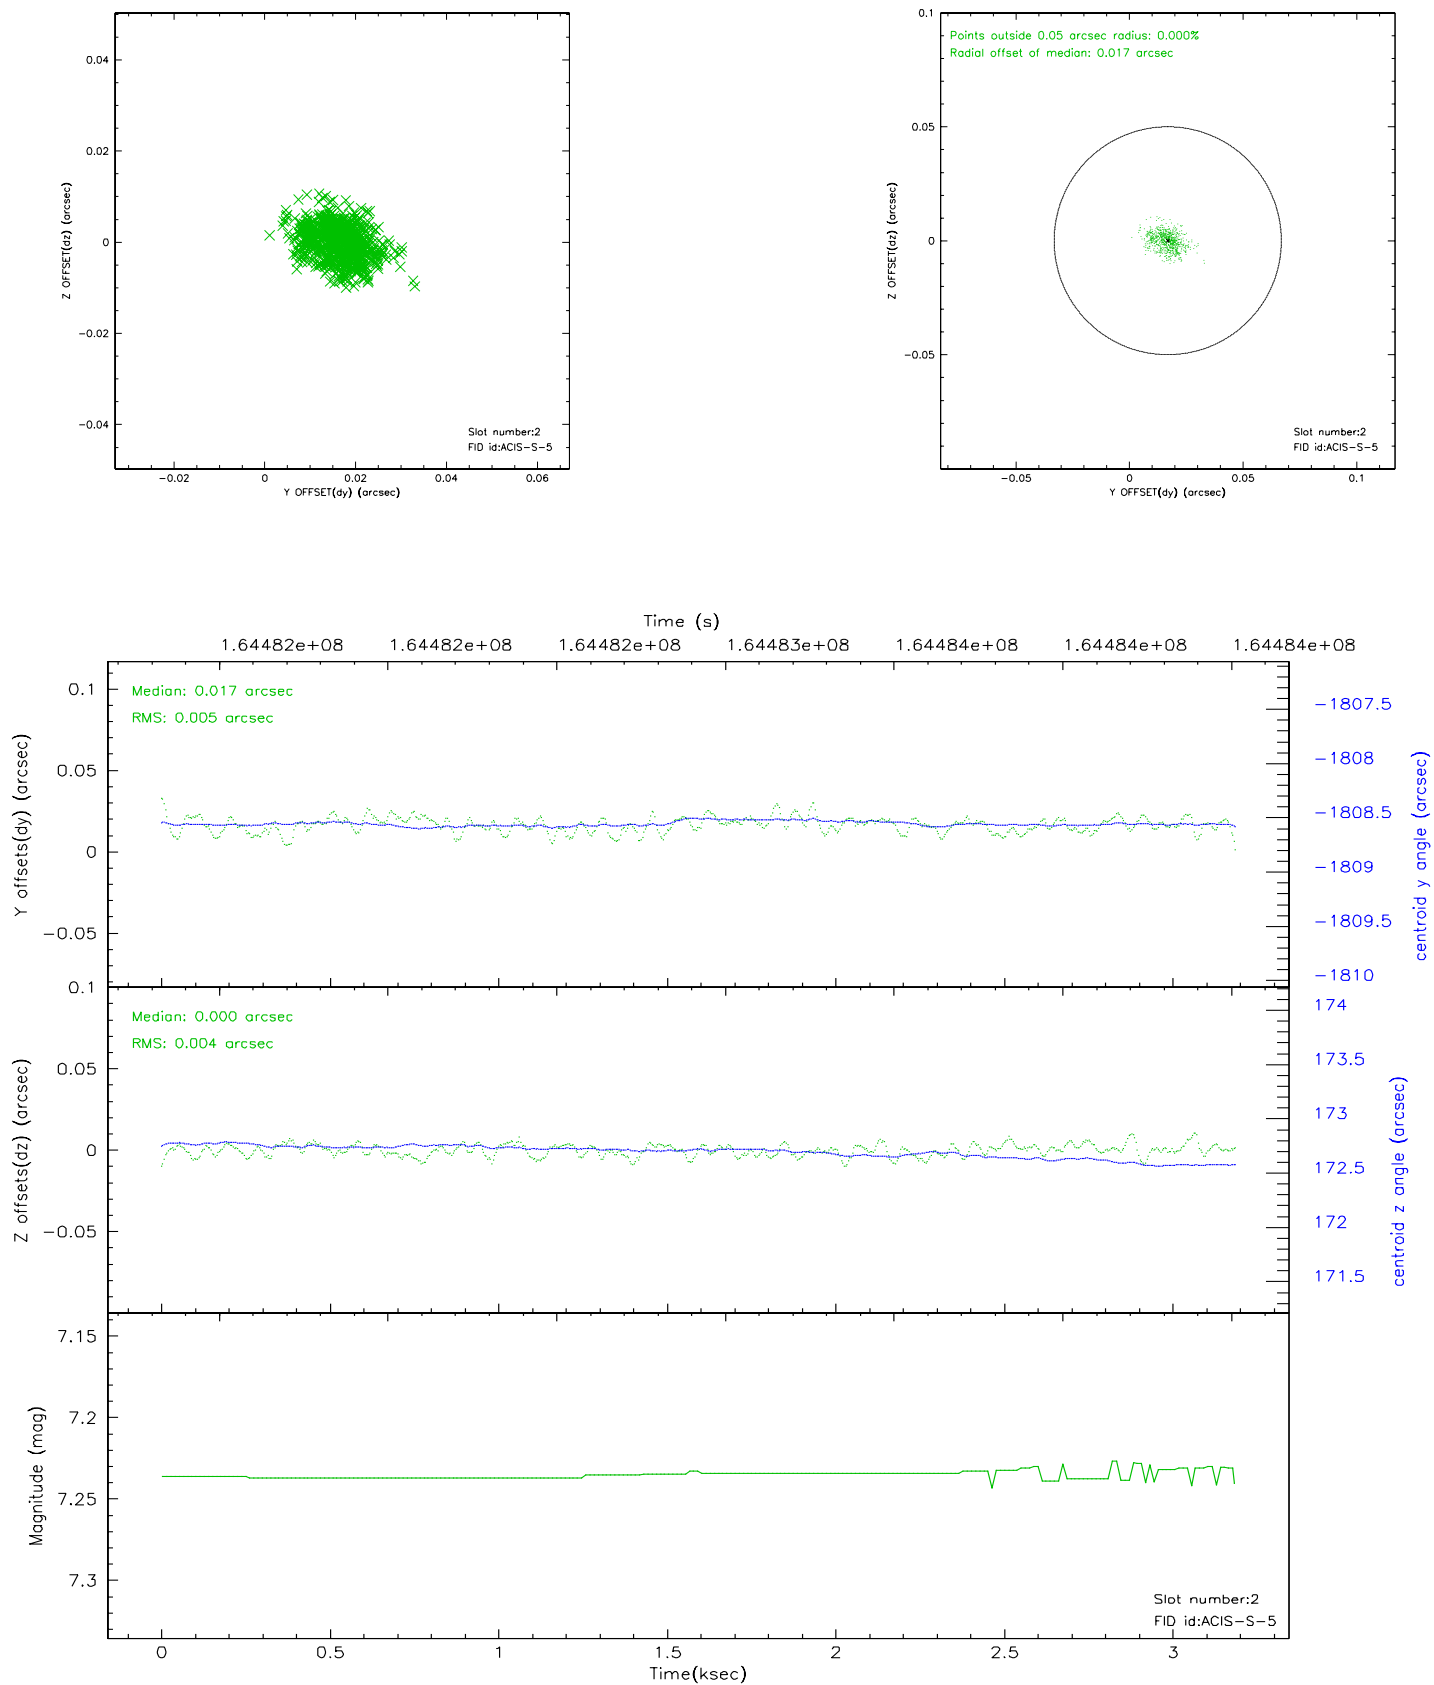 0.04
0.02
0
-0.02
-0.04
Z OFFSET(dz) (arcsec)
-0.02 0 0.02 0.04 0.06
Y OFFSET(dy) (arcsec)
Slot number:2
FID id:ACIS-S-5
0.1
0.05
0
-0.05
Z OFFSET(dz) (arcsec)
Points outside 0.05 arcsec radius: 0.000%
Radial offset of median: 0.017 arcsec
Slot number:2
FID id:ACIS-S-5
-0.05 0 0.05 0.1
Y OFFSET(dy) (arcsec)
Time (s)
1.64482e+08 1.64482e+08 1.64482e+08 1.64483e+08 1.64484e+08 1.64484e+08 1.64484e+08
Median: 0.017 arcsec
RMS: 0.005 arcsec
0.1
0.05
0
-0.05
Y offsets(dy) (arcsec)
-1807.5
-1808
-1808.5
-1809
-1809.5
-1810
centroid y angle (arcsec)
Median: 0.000 arcsec
RMS: 0.004 arcsec
0.1
0.05
0
-0.05
Z offsets(dz) (arcsec)
174
173.5
173
172.5
172
171.5
centroid z angle (arcsec)
7.15
7.2
7.25
7.3
Magnitude (mag)
Slot number:2
FID id:ACIS-S-5
0 0.5 1 1.5 2 2.5 3
Time(ksec)